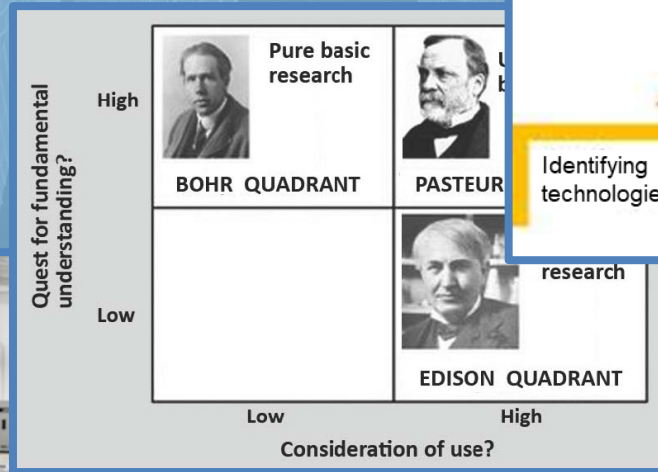 Quest for fundamental
understanding?
High
Low
Pure basic
research
BOHR QUADRANT
PASTEUR
research
EDISON QUADRANT
Low
High
Consideration of use?
Identifying